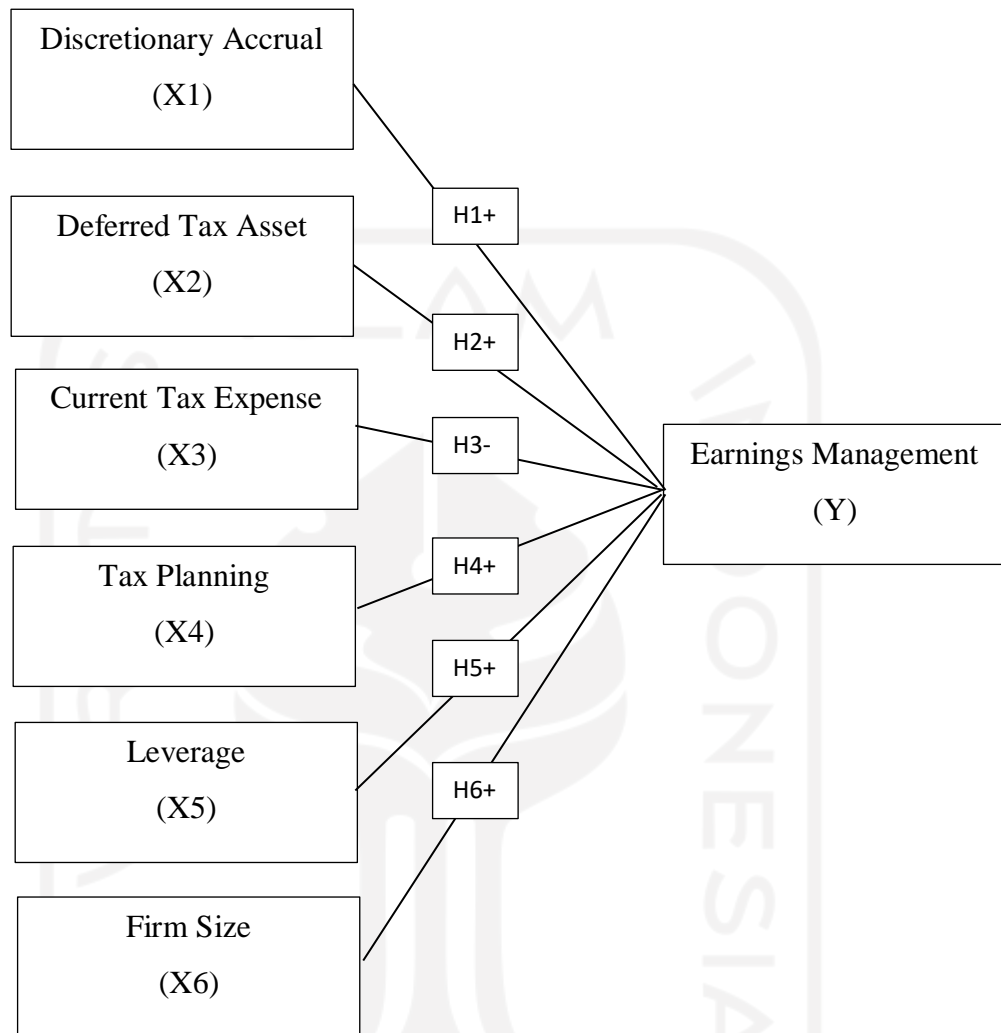 Discretionary Accrual
(X1)
H1+
Deferred Tax Asset
(X2)
H2+
Current Tax Expense
(X3)
H3-
Earnings Management
(Y)
Tax Planning
(X4)
H4+
Leverage
(X5)
H5+
Firm Size
(X6)
H6+